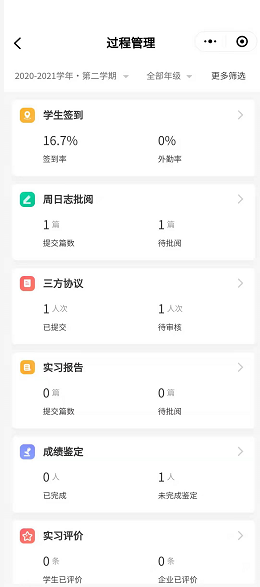 过程管理
2020-2021学年·第二学期 全部年级 更多筛选
学生签到
16.7% 0%
签到率 外勤率
周日志批阅
1篇 1篇
提交篇数 待批阅
三方协议
1人次 1人次
已提交 待审核
实习报告
0篇 0篇
提交篇数 待批阅
成绩鉴定
0人 1人
已完成 未完成鉴定
实习评价
0条 0条
学生已评价 企业已评价